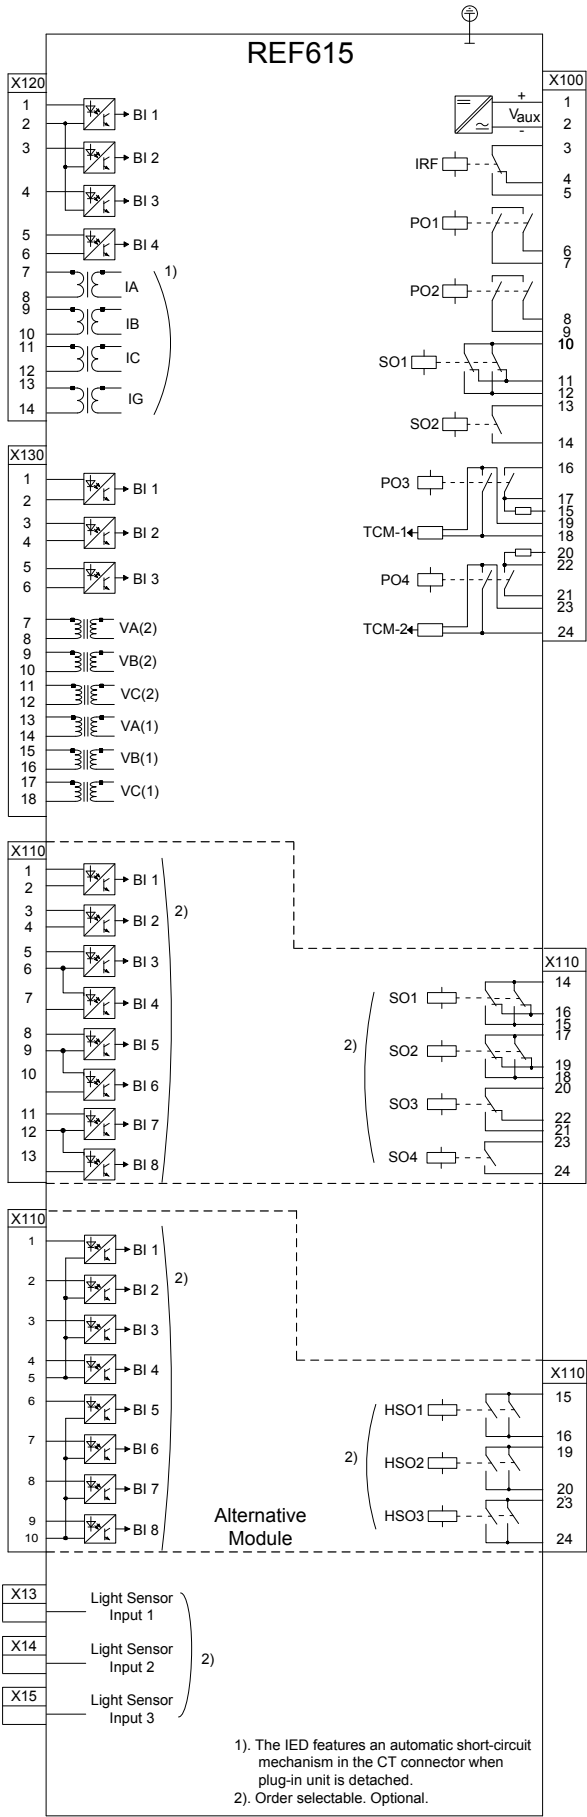 REF615
X120
1
2
BI 1
3
BI 2
4
BI 3
5
6
BI 4
7
8
IA
1)
9
10
IB
11
12
IC
13
14
IG
X130
1
2
BI 1
3
4
BI 2
5
6
BI 3
7
8
VA(2)
9
10
VB(2)
11
12
VC(2)
13
14
VA(1)
15
16
VB(1)
17
18
VC(1)
X100
+
Vaux
-
1
2
IRF
3
4
5
PO1
6
7
PO2
8
9
10
SO1
11
12
13
SO2
14
PO3
16
17
15
19
18
TCM-1
20
22
PO4
21
23
TCM-2
24
X110
1
2
BI 1
3
4
BI 2
2)
5
6
BI 3
7
BI 4
8
9
BI 5
10
BI 6
11
12
BI 7
13
BI 8
X110
14
SO1
16
15
17
2)
SO2
19
18
20
SO3
22
21
23
SO4
24
X110
1
BI 1
2
BI 2
2)
3
BI 3
4
5
BI 4
6
BI 5
7
BI 6
8
BI 7
9
10
BI 8
Alternative
Module
X110
15
HSO1
16
19
2)
HSO2
20
23
HSO3
24
X13
Light Sensor
Input 1
X14
Light Sensor
Input 2
2)
X15
Light Sensor
Input 3
1). The IED features an automatic short-circuit
mechanism in the CT connector when
plug-in unit is detached.
2). Order selectable. Optional.